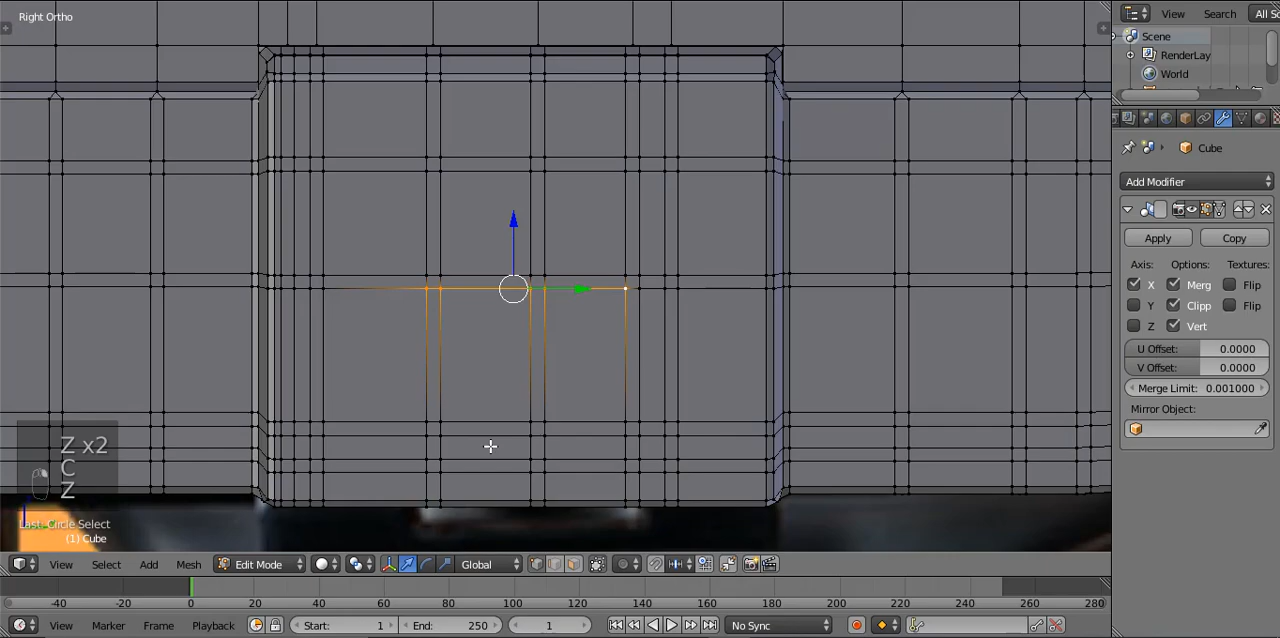 Right Ortho
View Search All Sc
Scene
RenderLay
World
Cube
Add Modifier
Apply Copy
Axis: Options: Textures:
X Merg Flip
Y Clipp Flip
Z Vert
U Offset: 0.0000
V Offset: 0.0000
Merge Limit: 0.001000
Mirror Object:
Z x2
C
Z
Last: Circle Select
(1) Cube
View Select Add Mesh Edit Mode Global
-40 -20 0 20 40 60 80 100 120 140 160 180 200 220 240 260 280
View Marker Frame Playback Start: 1 End: 250 1 No Sync